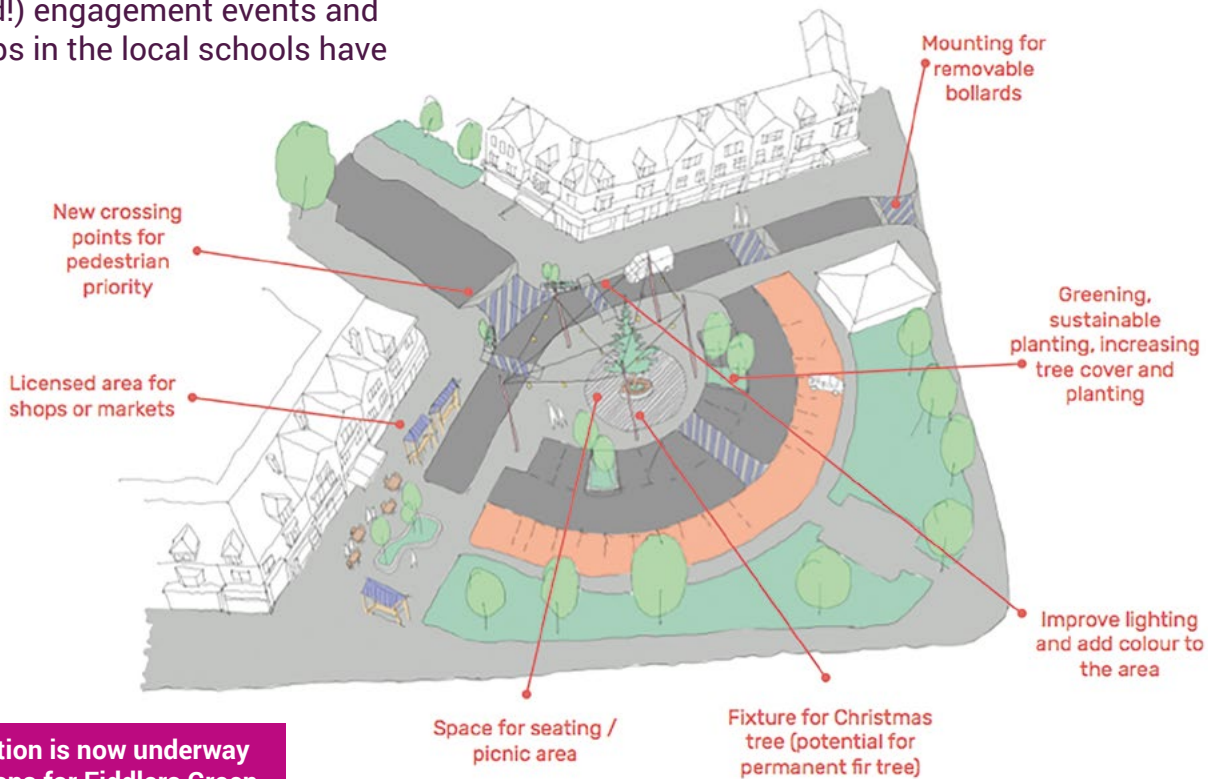 engagement events and
in the local schools have
Mounting for
removable
bollards
New crossing
points for
pedestrian
priority
Greening,
sustainable
planting, increasing
tree cover and
planting
Licensed area for
shops or markets
Improve lighting
and add colour to
the area
Space for seating /
picnic area
Fixture for Christmas
tree (potential for
permanent fir tree)
is now underway
for Fiddlers Green